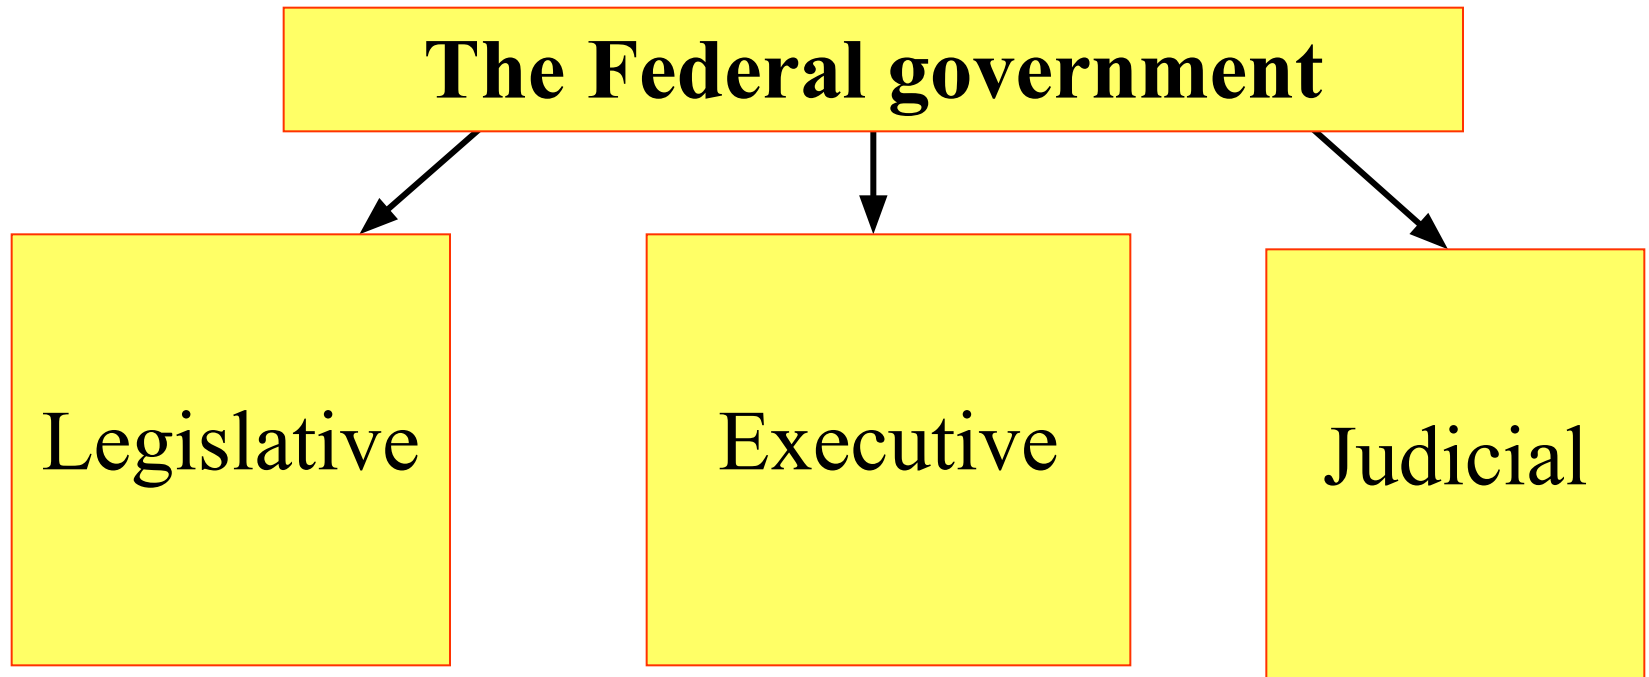 The Federal government
Legislative
Executive
Judicial